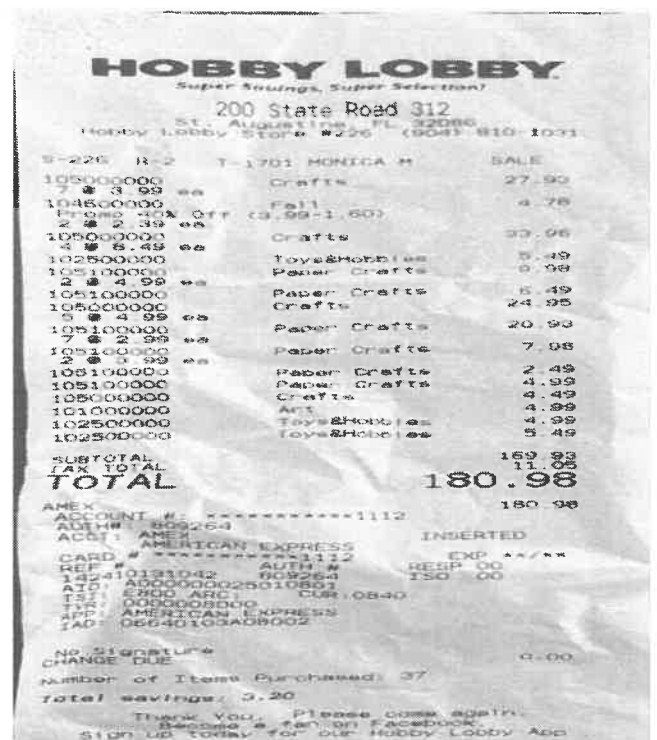 HOBBY LOBBY
Super Savings, Super Selection!
200 State Road 312
St. Augustine, FL 32086
Hobby Lobby Store #226 (904) 810-1031
S-226 R-2 T-1701 MONICA M SALE
105000000 Crafts 27.93
7 @ 3.99 ea
104600000 Fall 4.78
Promo 40% Off (3.99-1.60)
2 @ 2.39 ea
105000000 Crafts 33.96
4 @ 8.49 ea
102500000 Toys&Hobbies 5.49
105100000 Paper Crafts 9.98
2 @ 4.99 ea
105100000 Paper Crafts 6.49
105000000 Crafts 24.95
5 @ 4.99 ea
105100000 Paper Crafts 20.93
7 @ 2.99 ea
105100000 Paper Crafts 7.98
2 @ 3.99 ea
105100000 Paper Crafts 2.49
105100000 Paper Crafts 4.99
105000000 Crafts 4.49
101000000 Art 4.99
102500000 Toys&Hobbies 4.99
102500000 Toys&Hobbies 5.49
SUBTOTAL 169.93
TAX TOTAL 11.05
TOTAL 180.98
AMEX 180.98
ACCOUNT #: ***********1112
AUTH# 809264
ACCT: AMEX INSERTED
AMERICAN EXPRESS
CARD # ***********1112 EXP **/**
REF # AUTH # RESP 00
142410191042 809264 ISO 00
AID: A000000025010801
TSI: E800 ARC: CUR:0840
TVR: 0000008000
APP: AMERICAN EXPRESS
IAD: 06640103A08002
No Signature
CHANGE DUE 0.00
Number of Items Purchased: 37
Total savings: 3.20
Thank You, Please come again.
Become a fan on Facebook.
Sign up today for our Hobby Lobby App